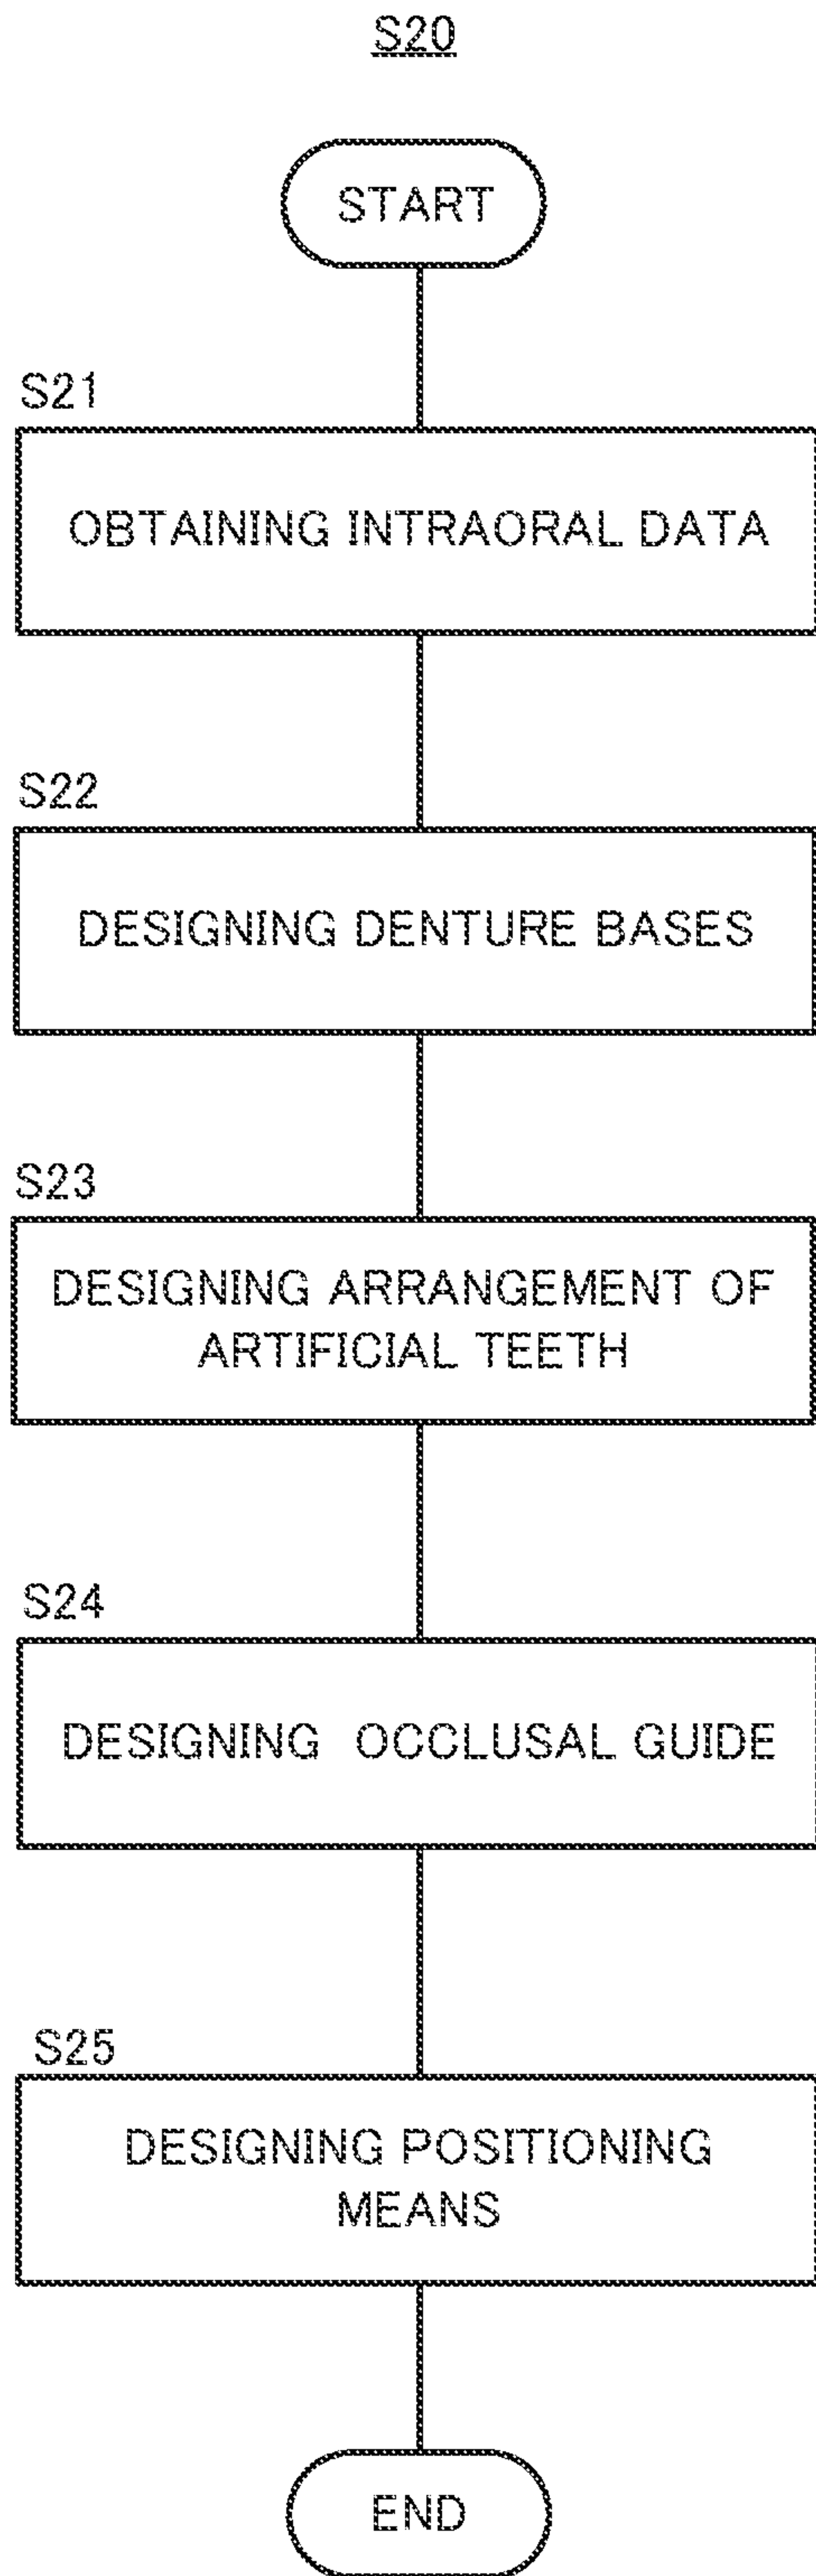 S20
START
S21
OBTAINING INTRAORAL DATA
S22
DESIGNING DENTURE BASES
S23
DESIGNING ARRANGEMENT OF
ARTIFICIAL TEETH
S24
DESIGNING OCCLUSAL GUIDE
S25
DESIGNING POSITIONING
MEANS
END